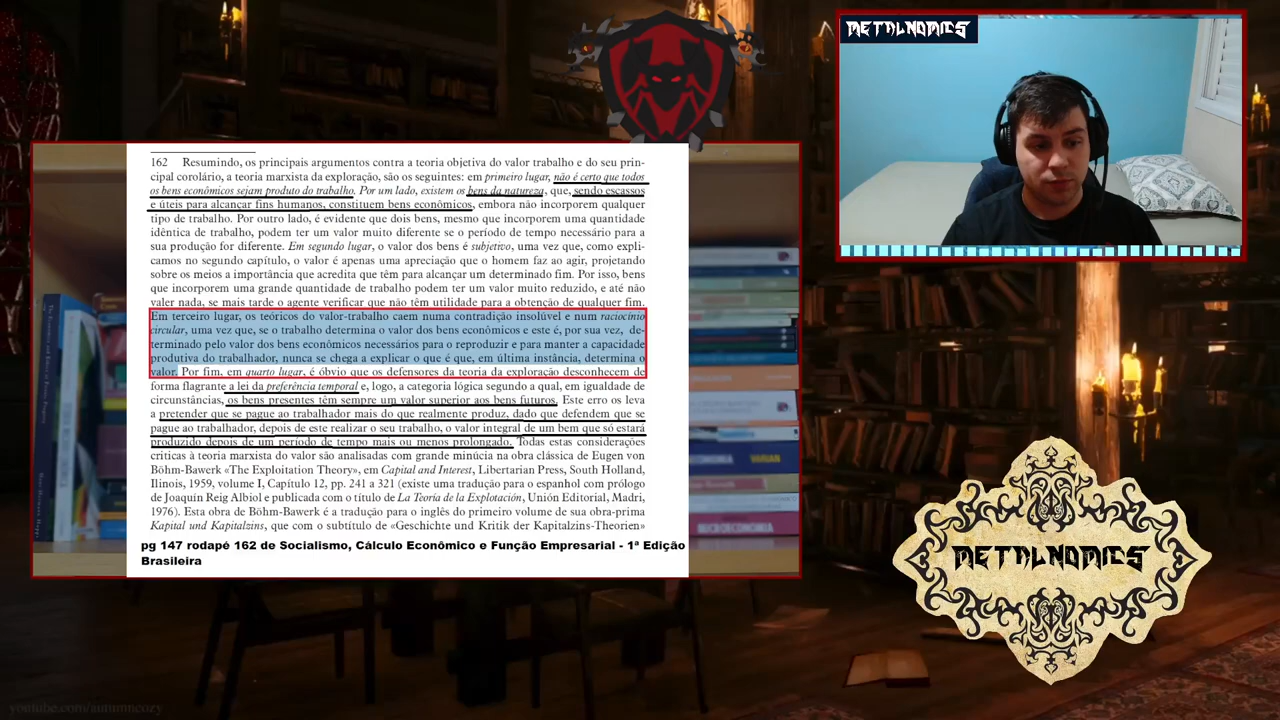 METALNOMICS
162 Resumindo, os principais argumentos contra a teoria objetiva do valor trabalho e do seu prin-
cipal corolário, a teoria marxista da exploração, são os seguintes: em primeiro lugar, não é certo que todos
os bens econômicos sejam produto do trabalho. Por um lado, existem os bens da natureza, que, sendo escassos
e úteis para alcançar fins humanos, constituem bens econômicos, embora não incorporem qualquer
tipo de trabalho. Por outro lado, é evidente que dois bens, mesmo que incorporem uma quantidade
idêntica de trabalho, podem ter um valor muito diferente se o período de tempo necessário para a
sua produção for diferente. Em segundo lugar, o valor dos bens é subjetivo, uma vez que, como expli-
camos no segundo capítulo, o valor é apenas uma apreciação que o homem faz ao agir, projetando
sobre os meios a importância que acredita que têm para alcançar um determinado fim. Por isso, bens
que incorporem uma grande quantidade de trabalho podem ter um valor muito reduzido, e até não
valer nada, se mais tarde o agente verificar que não têm utilidade para a obtenção de qualquer fim.
Em terceiro lugar, os teóricos do valor-trabalho caem numa contradição insolúvel e num raciocínio
circular, uma vez que, se o trabalho determina o valor dos bens econômicos e este é, por sua vez, de-
terminado pelo valor dos bens econômicos necessários para o reproduzir e para manter a capacidade
produtiva do trabalhador, nunca se chega a explicar o que é que, em última instância, determina o
valor. Por fim, em quarto lugar, é óbvio que os defensores da teoria da exploração desconhecem de
forma flagrante a lei da preferência temporal e, logo, a categoria lógica segundo a qual, em igualdade de
circunstâncias, os bens presentes têm sempre um valor superior aos bens futuros. Este erro os leva
a pretender que se pague ao trabalhador mais do que realmente produz, dado que defendem que se
pague ao trabalhador, depois de este realizar o seu trabalho, o valor integral de um bem que só estará
produzido depois de um período de tempo mais ou menos prolongado. Todas estas considerações
criticas à teoria marxista do valor são analisadas com grande minúcia na obra clássica de Eugen von
Böhm-Bawerk «The Exploitation Theory», em Capital and Interest, Libertarian Press, South Holland,
Ilinois, 1959, volume I, Capítulo 12, pp. 241 a 321 (existe uma tradução para o espanhol com prólogo
de Joaquín Reig Albiol e publicada com o título de La Teoría de la Explotación, Unión Editorial, Madri,
1976). Esta obra de Böhm-Bawerk é a tradução para o inglês do primeiro volume de sua obra-prima
Kapital und Kapitalzins, que com o subtítulo de «Geschichte und Kritik der Kapitalzins-Theorien»
pg 147 rodapé 162 de Socialismo, Cálculo Econômico e Função Empresarial - 1ª Edição
Brasileira
VARIAN
METALNOMICS
youtube.com/autumncozy